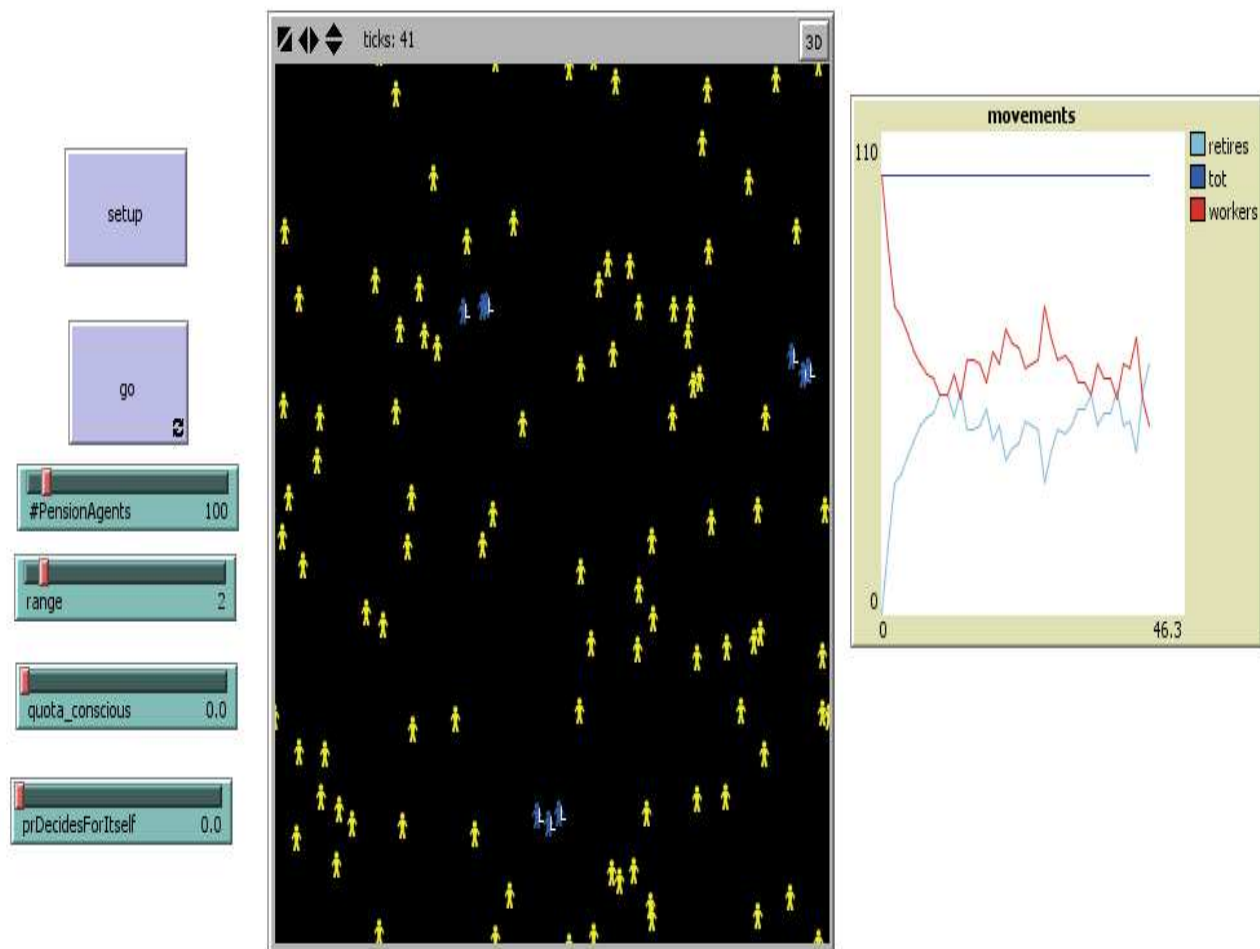 ticks: 41
3D
setup
go
#PensionAgents 100
range 2
quota_conscious 0.0
prDecidesForItself 0.0
movements
110
0
0 46.3
retires
tot
workers